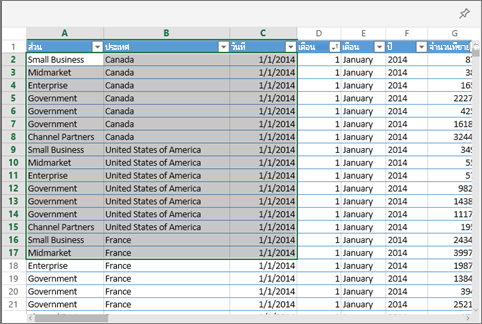 A B C D E F G
1 ส่วน ประเทศ วันที่ เดือน เดือน ปี จำนวนที่ขาย
2 Small Business Canada 1/1/2014 1 January 2014 87
3 Midmarket Canada 1/1/2014 1 January 2014 38
4 Enterprise Canada 1/1/2014 1 January 2014 165
5 Government Canada 1/1/2014 1 January 2014 2227
6 Government Canada 1/1/2014 1 January 2014 425
7 Government Canada 1/1/2014 1 January 2014 1618
8 Channel Partners Canada 1/1/2014 1 January 2014 3244
9 Small Business United States of America 1/1/2014 1 January 2014 349
10 Midmarket United States of America 1/1/2014 1 January 2014 55
11 Enterprise United States of America 1/1/2014 1 January 2014 57
12 Government United States of America 1/1/2014 1 January 2014 982
13 Government United States of America 1/1/2014 1 January 2014 1438
14 Government United States of America 1/1/2014 1 January 2014 1117
15 Channel Partners United States of America 1/1/2014 1 January 2014 195
16 Small Business France 1/1/2014 1 January 2014 2434
17 Midmarket France 1/1/2014 1 January 2014 3997
18 Enterprise France 1/1/2014 1 January 2014 1987
19 Government France 1/1/2014 1 January 2014 1384
20 Government France 1/1/2014 1 January 2014 394
21 Government France 1/1/2014 1 January 2014 2521